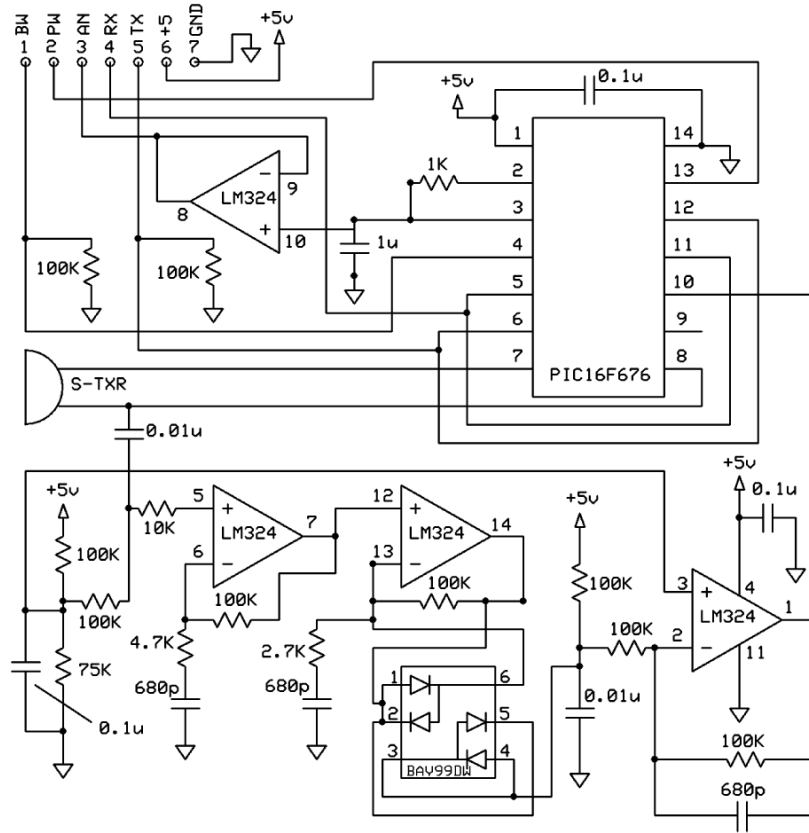 BW PW AN RX TX +5 GND
1 2 3 4 5 6 7
+5v
+5v
0.1u
1 14
1K
2 13
LM324
9
8
3 12
10
1u
4 11
100K
100K
5 10
6 9
7 8
PIC16F676
S-TXR
0.01u
+5v
10K
5
LM324
7
6
12
LM324
14
13
+5v
+5v
0.1u
100K
100K
100K
100K
100K
3
4
LM324
1
2
11
100K
4.7K
2.7K
75K
680p
680p
0.1u
1 6
2 5
3 4
BAV99DW
0.01u
100K
680p